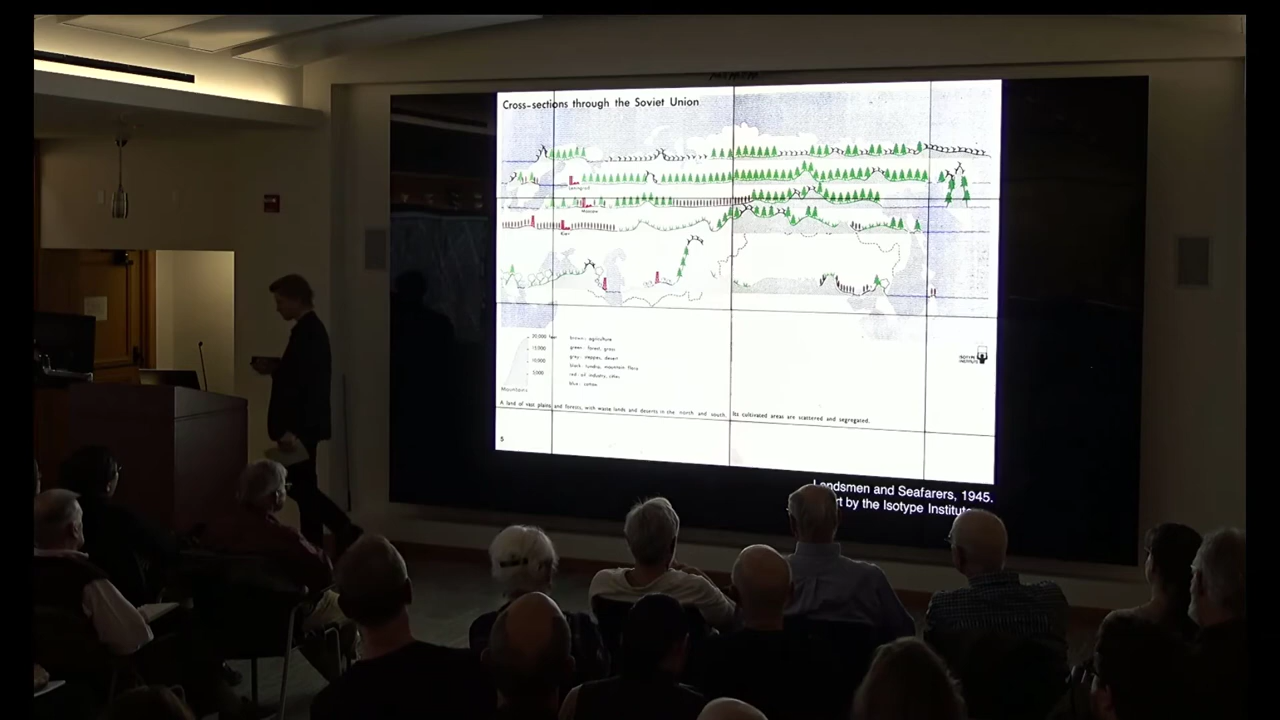 Cross-sections through the Soviet Union
Leningrad
Moscow
Kiev
20,000 feet
15,000
10,000
5,000
Mountains
brown: agriculture
green: forest, grass
grey: steppes, desert
black: tundra, mountain flora
red: oil industry, cities
blue: cotton
ISOTYPE
INSTITUTE
A land of vast plains and forests, with waste lands and deserts in the north and south. Its cultivated areas are scattered and segregated.
5
Landsmen and Seafarers, 1945.
by the Isotype Institute